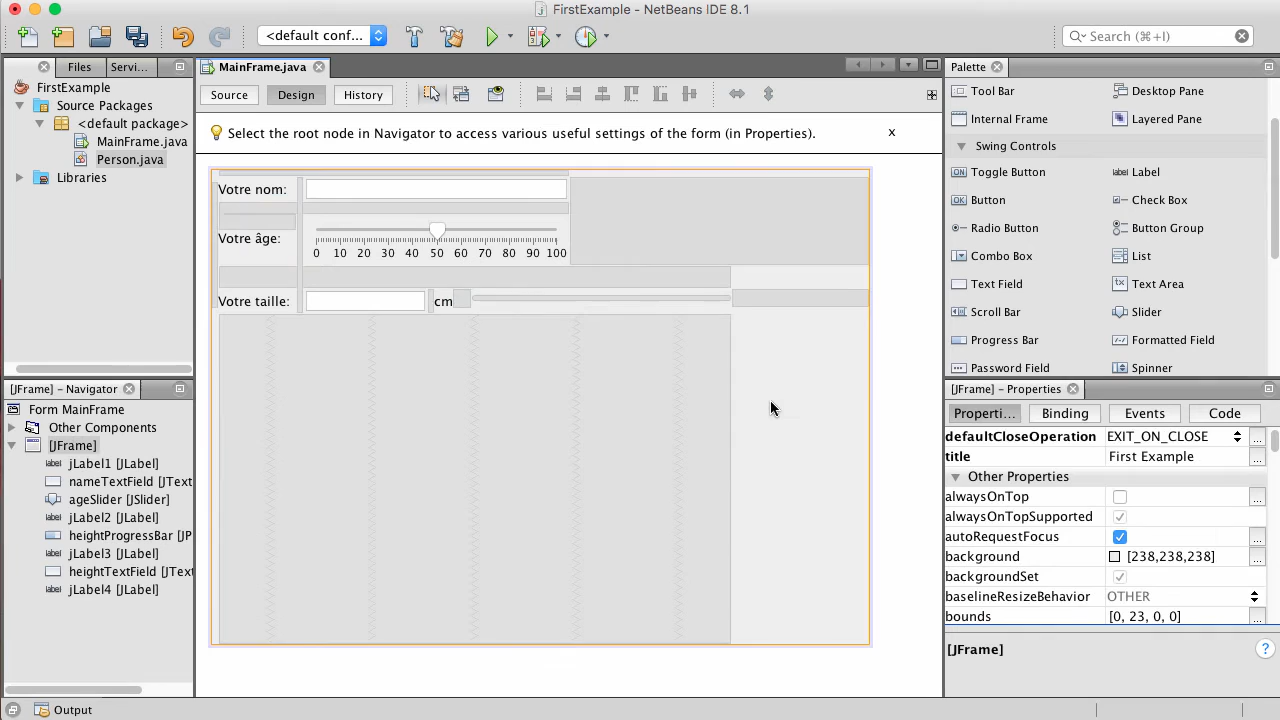 FirstExample - NetBeans IDE 8.1
<default conf...
Search (⌘+I)
Files
Servi...
MainFrame.java
Palette
FirstExample
Source Packages
<default package>
MainFrame.java
Person.java
Libraries
Source
Design
History
Select the root node in Navigator to access various useful settings of the form (in Properties).
x
Votre nom:
Votre âge:
0 10 20 30 40 50 60 70 80 90 100
Votre taille:
cm
Tool Bar
Desktop Pane
Internal Frame
Layered Pane
Swing Controls
Toggle Button
Label
Button
Check Box
Radio Button
Button Group
Combo Box
List
Text Field
Text Area
Scroll Bar
Slider
Progress Bar
Formatted Field
Password Field
Spinner
[JFrame] - Navigator
Form MainFrame
Other Components
[JFrame]
jLabel1 [JLabel]
nameTextField [JText
ageSlider [JSlider]
jLabel2 [JLabel]
heightProgressBar [JP
jLabel3 [JLabel]
heightTextField [JText
jLabel4 [JLabel]
[JFrame] - Properties
Properti...
Binding
Events
Code
defaultCloseOperation EXIT_ON_CLOSE ...
title First Example ...
Other Properties
alwaysOnTop ...
alwaysOnTopSupported
autoRequestFocus ...
background [238,238,238] ...
backgroundSet
baselineResizeBehavior OTHER
bounds [0, 23, 0, 0] ...
[JFrame]
?
Output